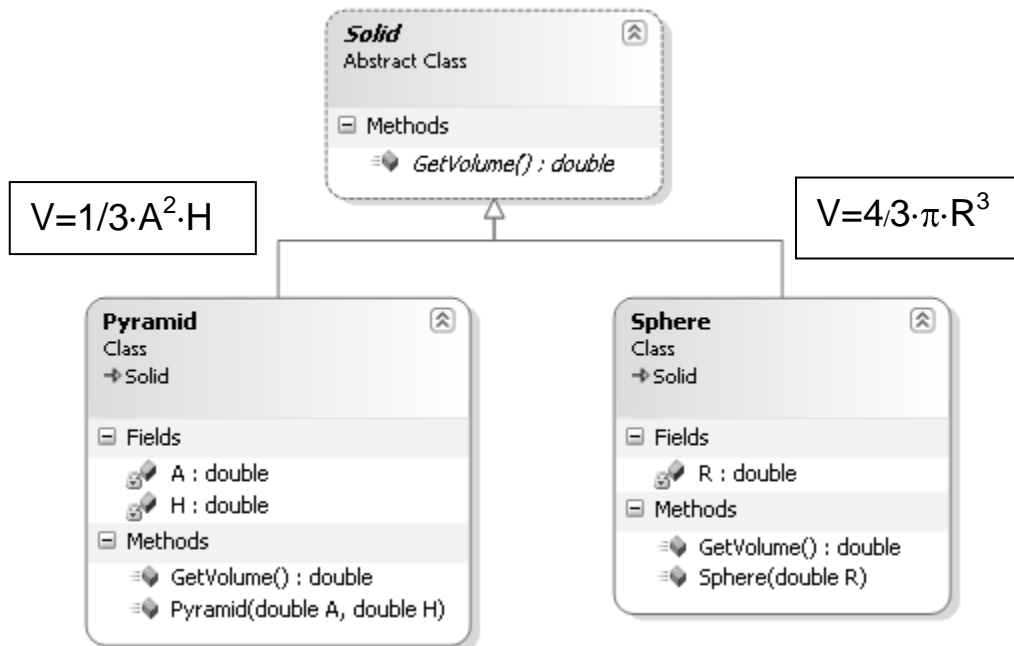 Solid
Abstract Class
Methods
GetVolume() : double
V=1/3·A²·H
V=4/3·π·R³
Pyramid
Class
Solid
Fields
A : double
H : double
Methods
GetVolume() : double
Pyramid(double A, double H)
Sphere
Class
Solid
Fields
R : double
Methods
GetVolume() : double
Sphere(double R)